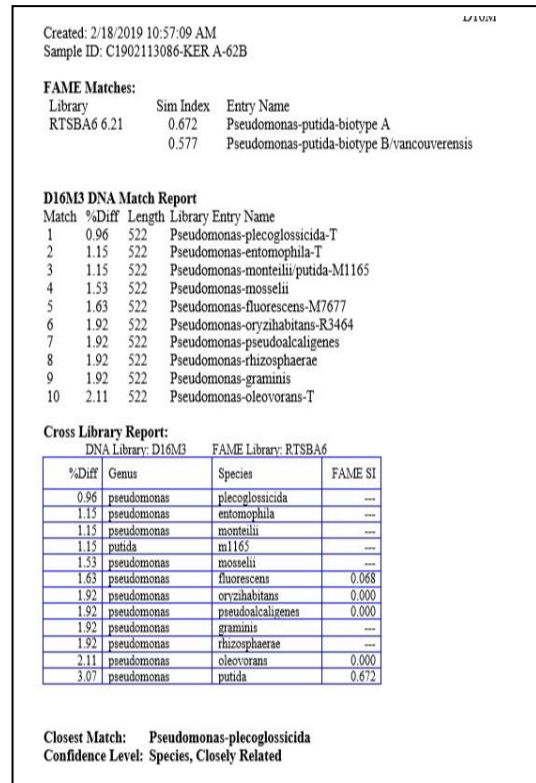 Created: 2/18/2019 10:57:09 AM
Sample ID: C1902113086-KER A-62B
FAME Matches:
Library Sim Index Entry Name
RTSBA6 6.21 0.672 Pseudomonas-putida-biotype A
0.577 Pseudomonas-putida-biotype B/vancouverensis
D16M3 DNA Match Report
Match %Diff Length Library Entry Name
1 0.96 522 Pseudomonas-plecoglossicida-T
2 1.15 522 Pseudomonas-entomophila-T
3 1.15 522 Pseudomonas-monteilii/putida-M1165
4 1.53 522 Pseudomonas-mosselii
5 1.63 522 Pseudomonas-fluorescens-M7677
6 1.92 522 Pseudomonas-oryzihabitans-R3464
7 1.92 522 Pseudomonas-pseudoalcaligenes
8 1.92 522 Pseudomonas-rhizosphaerae
9 1.92 522 Pseudomonas-graminis
10 2.11 522 Pseudomonas-oleovorans-T
Cross Library Report:
DNA Library: D16M3 FAME Library: RTSBA6
%Diff Genus Species FAME SI
0.96 pseudomonas plecoglossicida ---
1.15 pseudomonas entomophila ---
1.15 pseudomonas monteilii ---
1.15 putida m1165 ---
1.53 pseudomonas mosselii ---
1.63 pseudomonas fluorescens 0.068
1.92 pseudomonas oryzihabitans 0.000
1.92 pseudomonas pseudoalcaligenes 0.000
1.92 pseudomonas graminis ---
1.92 pseudomonas rhizosphaerae ---
2.11 pseudomonas oleovorans 0.000
3.07 pseudomonas putida 0.672
Closest Match: Pseudomonas-plecoglossicida
Confidence Level: Species, Closely Related